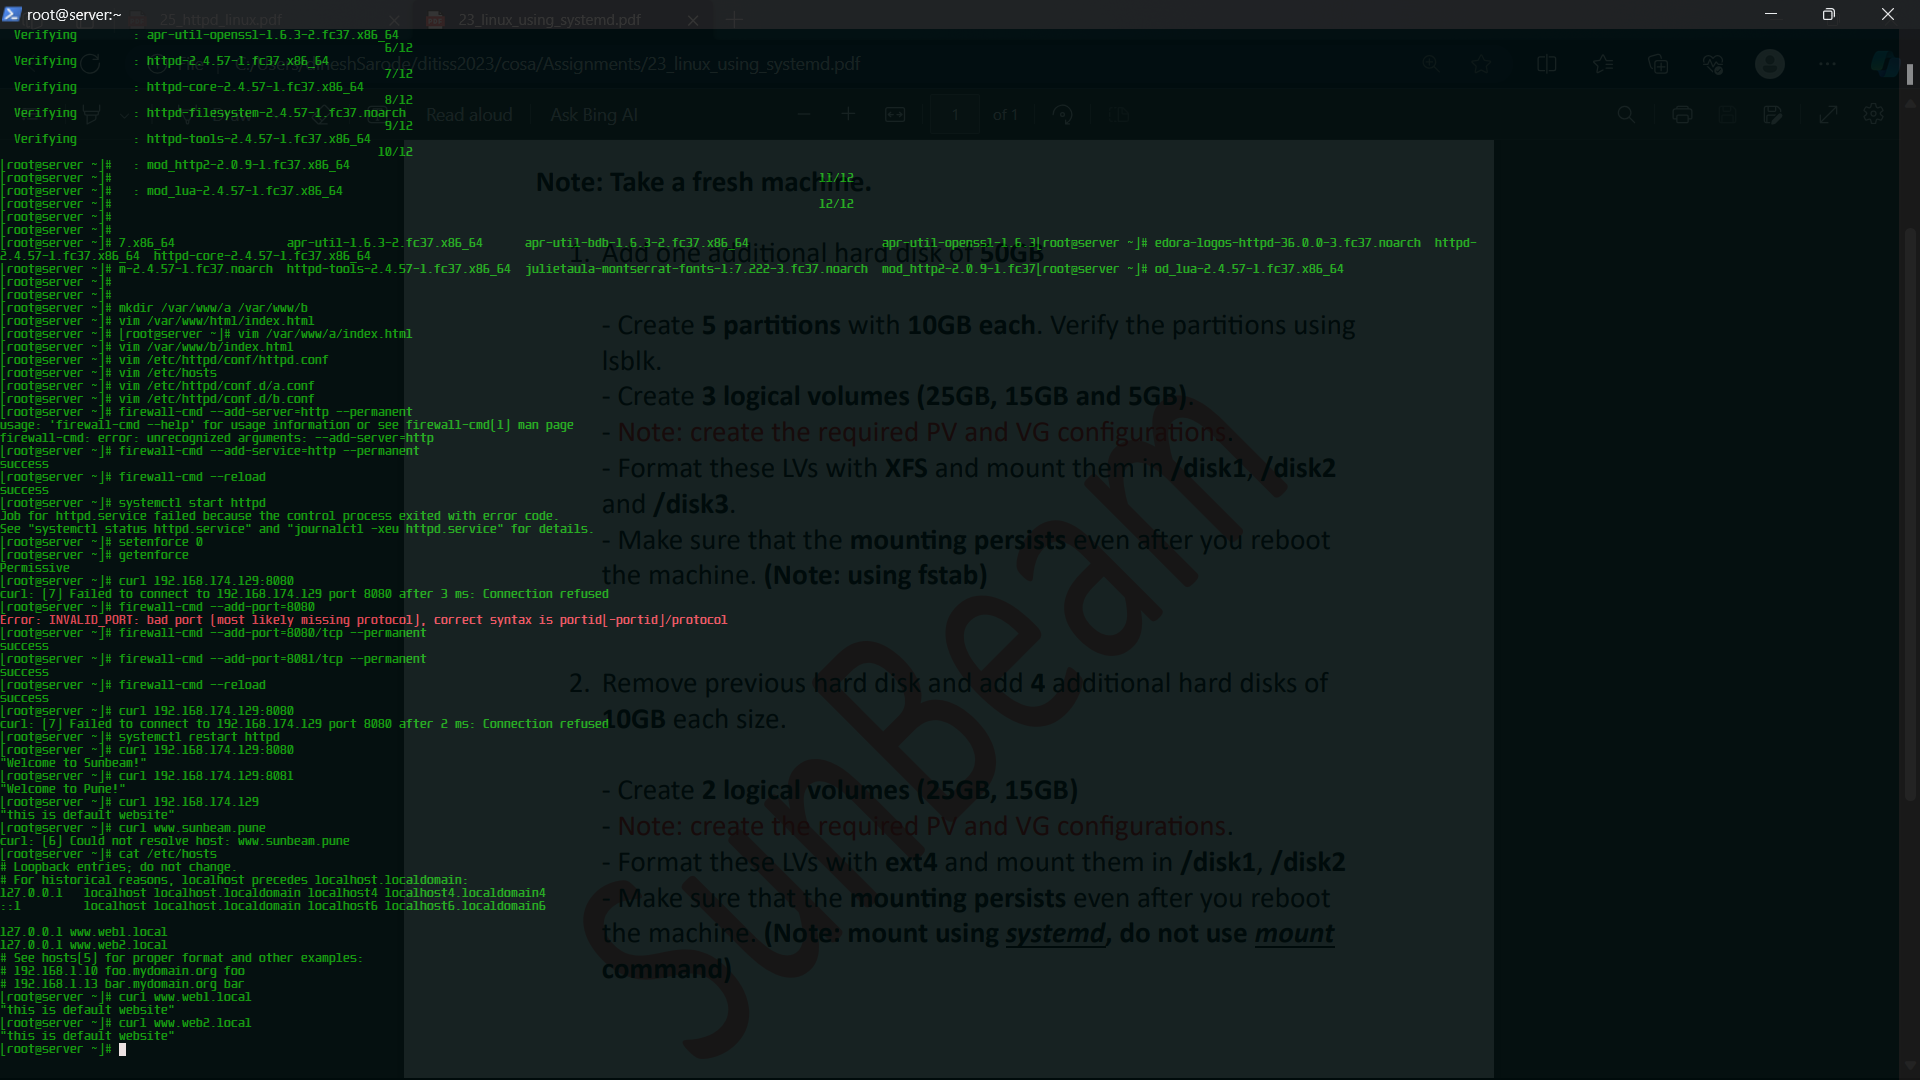 root@server:~
25_httpd_linux.pdf
23_linux_using_systemd.pdf
Verifying : apr-util-openssl-1.6.3-2.fc37.x86_64
6/12
Verifying : httpd-2.4.57-1.fc37.x86_64
7/12
Verifying : httpd-core-2.4.57-1.fc37.x86_64
8/12
Verifying : httpd-filesystem-2.4.57-1.fc37.noarch
9/12
Verifying : httpd-tools-2.4.57-1.fc37.x86_64
10/12
[root@server ~]# : mod_http2-2.0.9-1.fc37.x86_64
[root@server ~]# 11/12
[root@server ~]# : mod_lua-2.4.57-1.fc37.x86_64
[root@server ~]# 12/12
[root@server ~]#
[root@server ~]#
[root@server ~]# 7.x86_64 apr-util-1.6.3-2.fc37.x86_64 apr-util-bdb-1.6.3-2.fc37.x86_64 apr-util-openssl-1.6.3[root@server ~]# edora-logos-httpd-36.0.0-3.fc37.noarch httpd-
2.4.57-1.fc37.x86_64 httpd-core-2.4.57-1.fc37.x86_64
[root@server ~]# m-2.4.57-1.fc37.noarch httpd-tools-2.4.57-1.fc37.x86_64 julietaula-montserrat-fonts-1:7.222-3.fc37.noarch mod_http2-2.0.9-1.fc37[root@server ~]# od_lua-2.4.57-1.fc37.x86_64
[root@server ~]#
[root@server ~]#
[root@server ~]# mkdir /var/www/a /var/www/b
[root@server ~]# vim /var/www/html/index.html
[root@server ~]# [root@server ~]# vim /var/www/a/index.html
[root@server ~]# vim /var/www/b/index.html
[root@server ~]# vim /etc/httpd/conf/httpd.conf
[root@server ~]# vim /etc/hosts
[root@server ~]# vim /etc/httpd/conf.d/a.conf
[root@server ~]# vim /etc/httpd/conf.d/b.conf
[root@server ~]# firewall-cmd --add-server=http --permanent
usage: 'firewall-cmd --help' for usage information or see firewall-cmd(1) man page
firewall-cmd: error: unrecognized arguments: --add-server=http
[root@server ~]# firewall-cmd --add-service=http --permanent
success
[root@server ~]# firewall-cmd --reload
success
[root@server ~]# systemctl start httpd
Job for httpd.service failed because the control process exited with error code.
See "systemctl status httpd.service" and "journalctl -xeu httpd.service" for details.
[root@server ~]# setenforce 0
[root@server ~]# getenforce
Permissive
[root@server ~]# curl 192.168.174.129:8080
curl: (7) Failed to connect to 192.168.174.129 port 8080 after 3 ms: Connection refused
[root@server ~]# firewall-cmd --add-port=8080
Error: INVALID_PORT: bad port (most likely missing protocol), correct syntax is portid[-portid]/protocol
[root@server ~]# firewall-cmd --add-port=8080/tcp --permanent
success
[root@server ~]# firewall-cmd --add-port=8081/tcp --permanent
success
[root@server ~]# firewall-cmd --reload
success
[root@server ~]# curl 192.168.174.129:8080
curl: (7) Failed to connect to 192.168.174.129 port 8080 after 2 ms: Connection refused
[root@server ~]# systemctl restart httpd
[root@server ~]# curl 192.168.174.129:8080
"Welcome to Sunbeam!"
[root@server ~]# curl 192.168.174.129:8081
"Welcome to Pune!"
[root@server ~]# curl 192.168.174.129
"this is default website"
[root@server ~]# curl www.sunbeam.pune
curl: (6) Could not resolve host: www.sunbeam.pune
[root@server ~]# cat /etc/hosts
# Loopback entries; do not change.
# For historical reasons, localhost precedes localhost.localdomain:
127.0.0.1 localhost localhost.localdomain localhost4 localhost4.localdomain4
::1 localhost localhost.localdomain localhost6 localhost6.localdomain6
127.0.0.1 www.web1.local
127.0.0.1 www.web2.local
# See hosts(5) for proper format and other examples:
# 192.168.1.10 foo.mydomain.org foo
# 192.168.1.13 bar.mydomain.org bar
[root@server ~]# curl www.web1.local
"this is default website"
[root@server ~]# curl www.web2.local
"this is default website"
[root@server ~]#
Sarode/ditiss2023/cosa/Assignments/23_linux_using_systemd.pdf
Read aloud
Ask Bing AI
1
of 1
Note: Take a fresh machine.
1. Add one additional hard disk of 50GB
- Create 5 partitions with 10GB each. Verify the partitions using
lsblk.
- Create 3 logical volumes (25GB, 15GB and 5GB).
- Note: create the required PV and VG configurations.
- Format these LVs with XFS and mount them in /disk1, /disk2
and /disk3.
- Make sure that the mounting persists even after you reboot
the machine. (Note: using fstab)
2. Remove previous hard disk and add 4 additional hard disks of
10GB each size.
- Create 2 logical volumes (25GB, 15GB)
- Note: create the required PV and VG configurations.
- Format these LVs with ext4 and mount them in /disk1, /disk2
- Make sure that the mounting persists even after you reboot
the machine. (Note: mount using systemd, do not use mount
command)
SunBeam